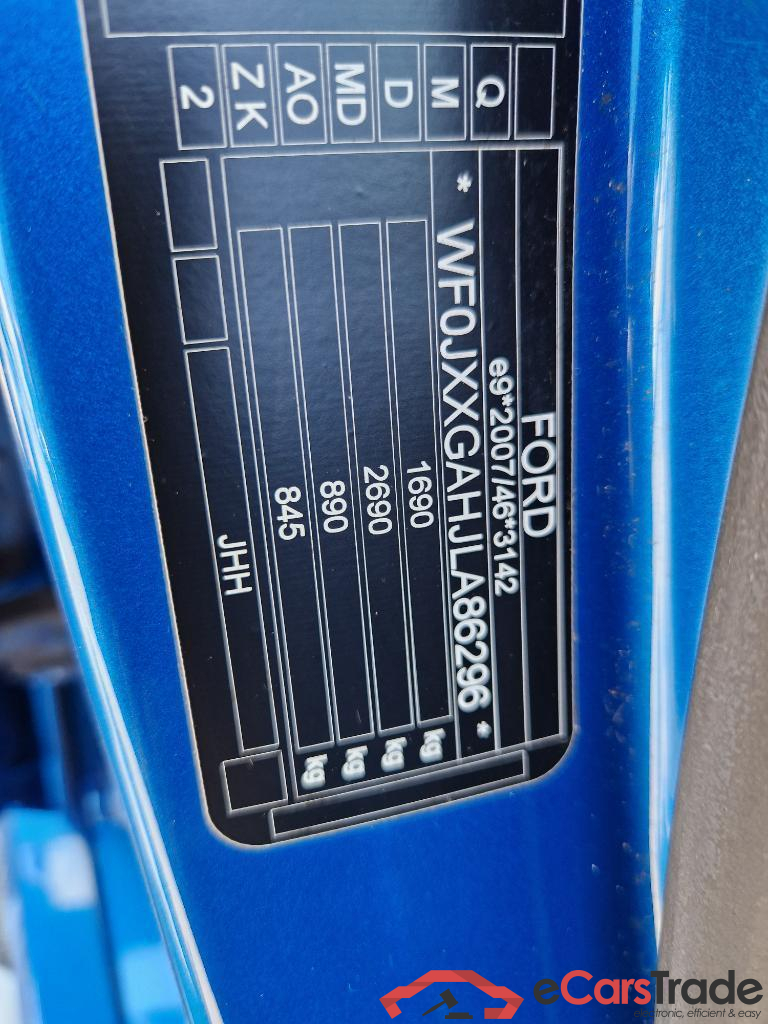 FORD
e9*2007/46*3142
* WF0JXXGAHJLA86296 *
1690 kg
2690 kg
890 kg
845 kg
JHH
Q
M
D
MD
AO
Z K
2
eCarsTrade
electronic, efficient & easy